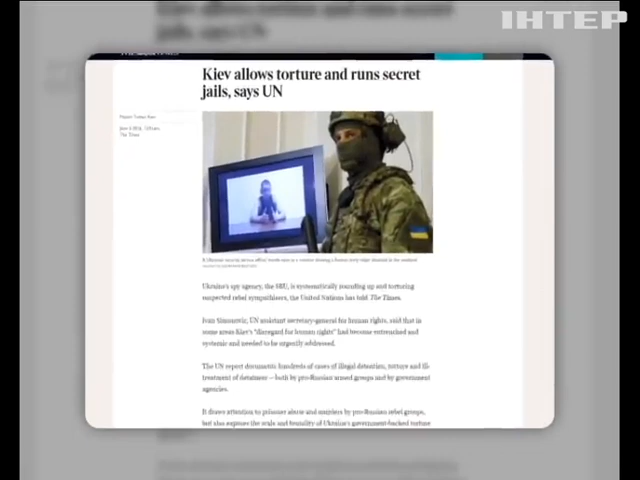 ІНТЕР
Kiev allows torture and runs secret
jails, says UN
The Times
Ukraine's spy agency, the SBU, is systematically rounding up and torturing
suspected rebel sympathisers, the United Nations has told The Times.
Ivan Simonovic, UN assistant secretary-general for human rights, said that in
some areas Kiev's "disregard for human rights" had become entrenched and
systemic and needed to be urgently addressed.
The UN report documents hundreds of cases of illegal detention, torture and ill-
treatment of detainees — both by pro-Russian armed groups and by government
agencies.
It draws attention to prisoner abuse and murders by pro-Russian rebel groups,
but also exposes the scale and brutality of Ukraine's government-backed torture